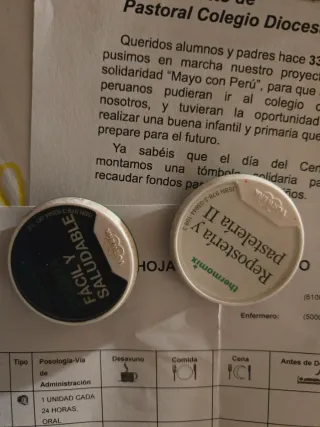 Pastoral Colegio Dioces
Queridos alumnos y padres hace 33
pusimos en marcha nuestro proyec
solidaridad “Mayo con Perú”, para que
peruanos pudieran ir al colegio
nosotros, y tuvieran la oportunidad
realizar una buena infantil y primaria que
prepare para el futuro.
Ya sabéis que el día del Cen
montamos una tómbola solidaria pa
recaudar fondos pa
ños.
FÁCIL Y
SALUDABLE
thermomix
Repostería y
pastelería II
HOJA
O
Enfermero:
Tipo
Posología-Vía
de
Administración
Desayuno
Comida
Cena
Antes de D
1 UNIDAD CADA
24 HORAS.
ORAL